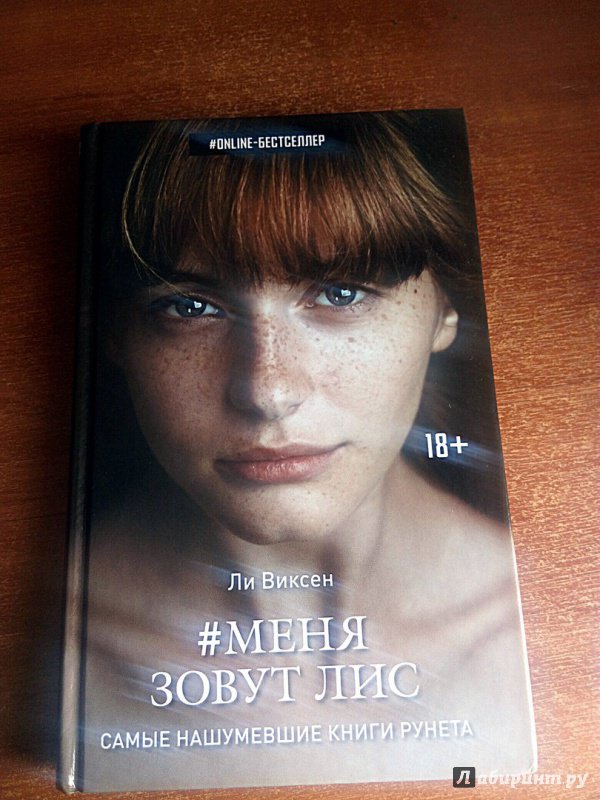 #ONLINE-БЕСТСЕЛЛЕР
18+
Ли Виксен
#МЕНЯ
ЗОВУТ ЛИС
САМЫЕ НАШУМЕВШИЕ КНИГИ РУНЕТА
Лабиринт.ру